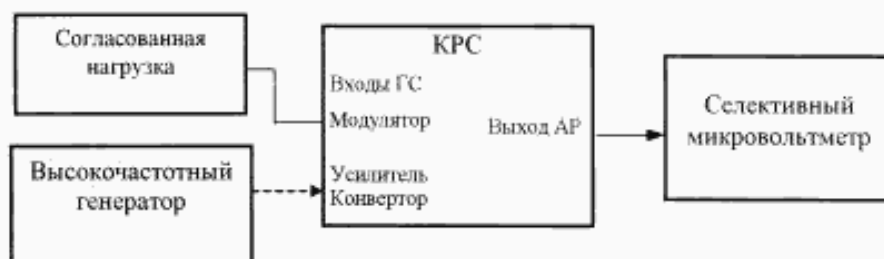 Согласованная
нагрузка
КРС
Входы ГС
Модулятор
Выход АР
Усилитель
Конвертор
Высокочастотный
генератор
Селективный
микровольтметр